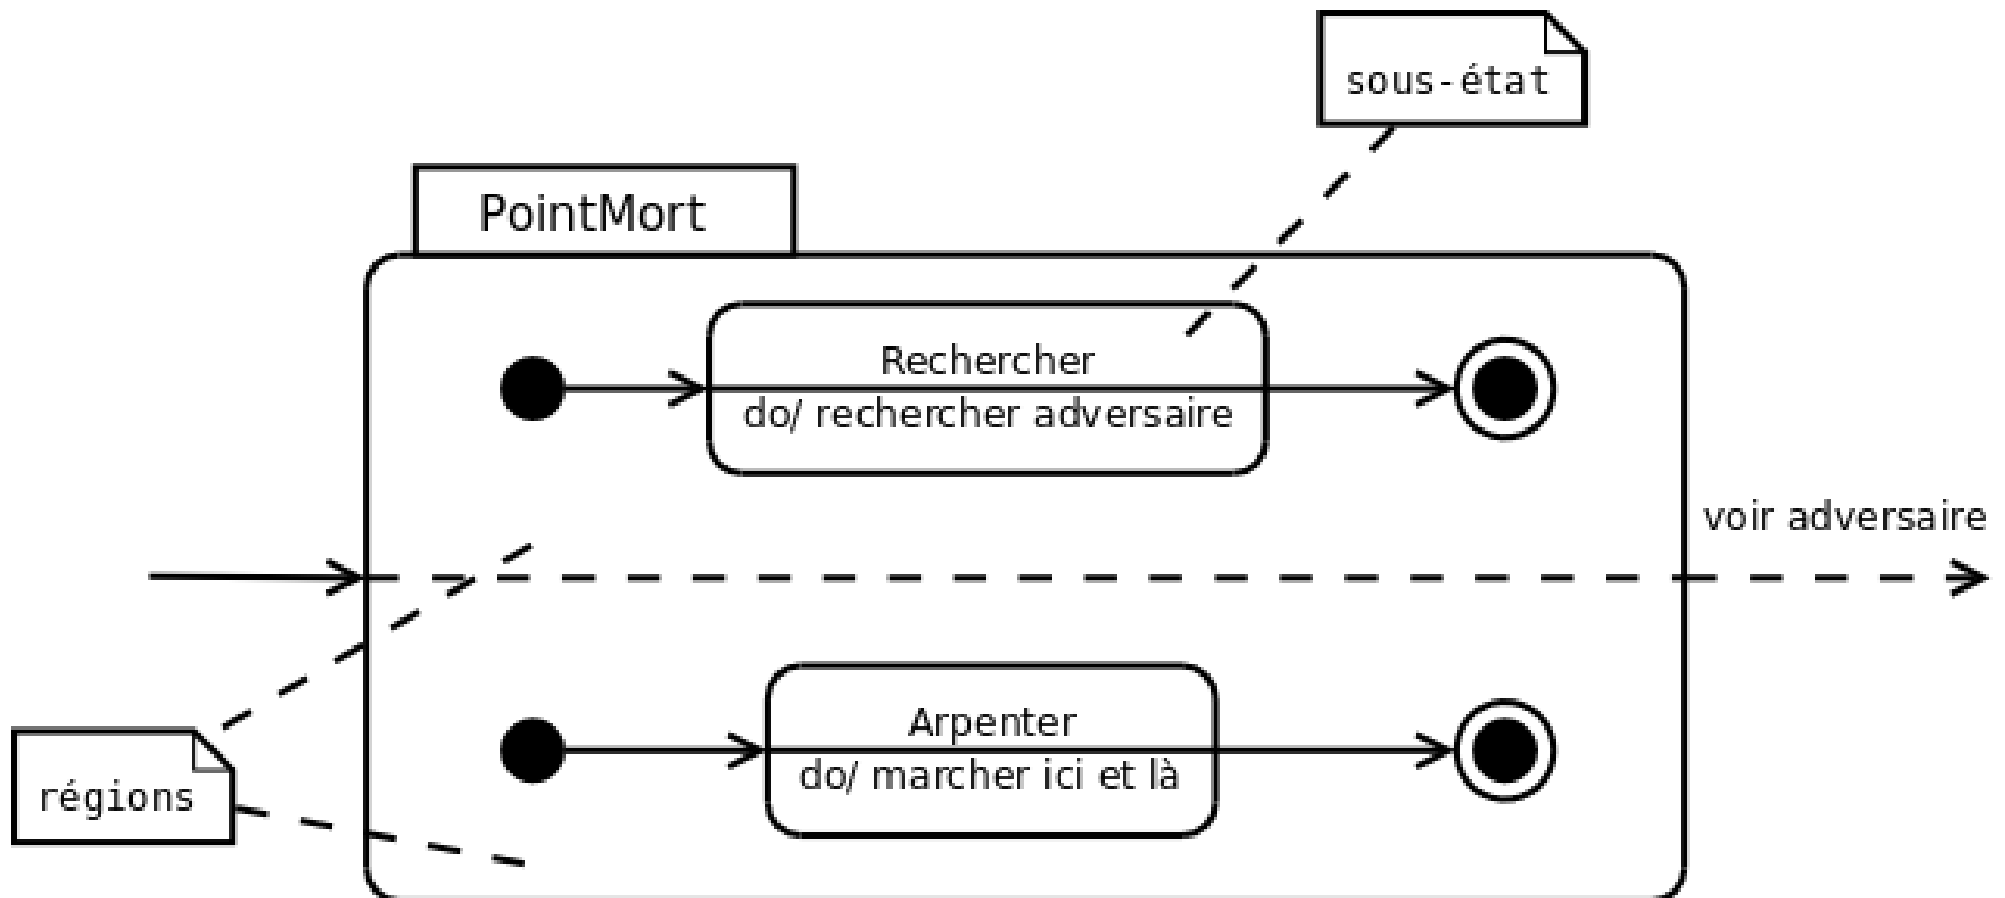 sous-état
PointMort
Rechercher
do/ rechercher adversaire
voir adversaire
Arpenter
do/ marcher ici et là
régions